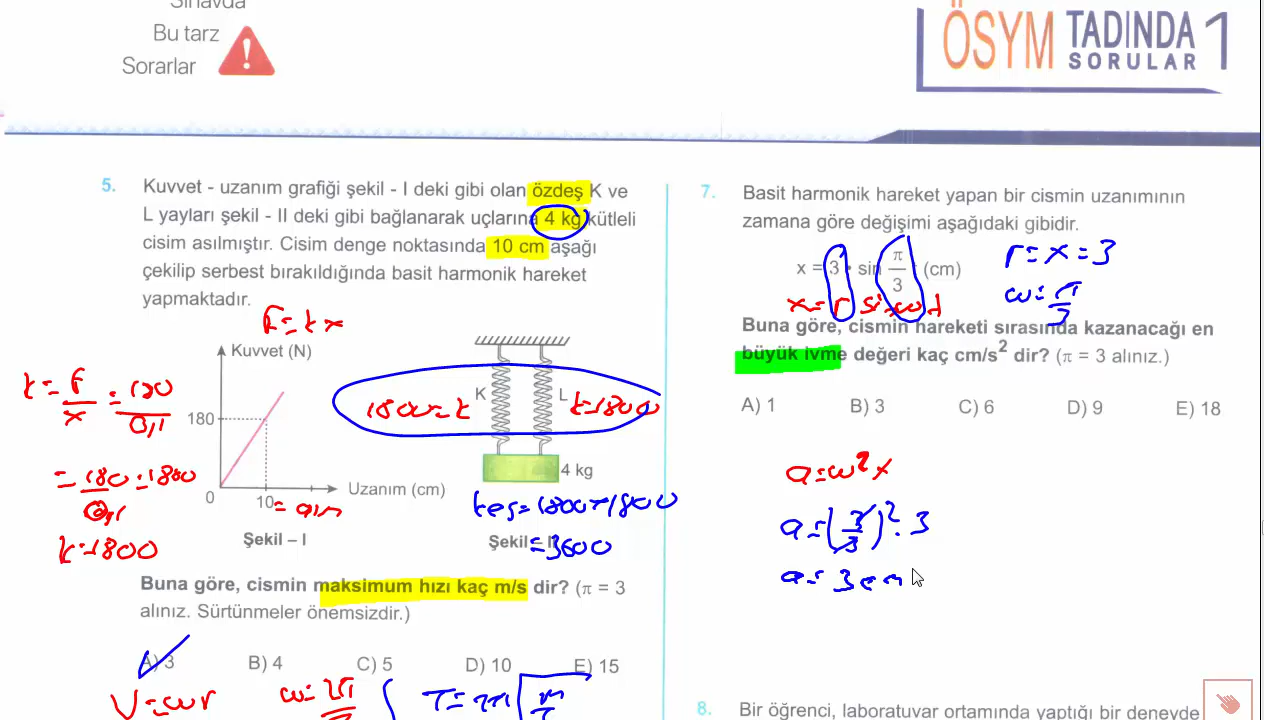 Sınavda
Bu tarz
Sorarlar
ÖSYM TADINDA SORULAR 1
5. Kuvvet - uzanım grafiği şekil - I deki gibi olan özdeş K ve
L yayları şekil - II deki gibi bağlanarak uçlarına 4 kg kütleli
cisim asılmıştır. Cisim denge noktasında 10 cm aşağı
çekilip serbest bırakıldığında basit harmonik hareket
yapmaktadır.
F=kx
Kuvvet (N)
k=F/x=180/0,1
180
=180/0,1=1800
k=1800
0
10
=0,1m
Uzanım (cm)
Şekil – I
K
L
1800=k
k=1800
4 kg
keş=1800+1800
Şekil – II
=3600
Buna göre, cismin maksimum hızı kaç m/s dir? (π = 3
alınız. Sürtünmeler önemsizdir.)
A) 3 B) 4 C) 5 D) 10 E) 15
V=wr
w=2π
T=2π√m
7. Basit harmonik hareket yapan bir cismin uzanımının
zamana göre değişimi aşağıdaki gibidir.
x = 3 sin π/3 (cm)
x=r sin wt
r=x=3
w=π/3
Buna göre, cismin hareketi sırasında kazanacağı en
büyük ivme değeri kaç cm/s² dir? (π = 3 alınız.)
A) 1 B) 3 C) 6 D) 9 E) 18
a=w²x
a=(3/3)².3
a=3cm
8. Bir öğrenci, laboratuvar ortamında yaptığı bir deneyde